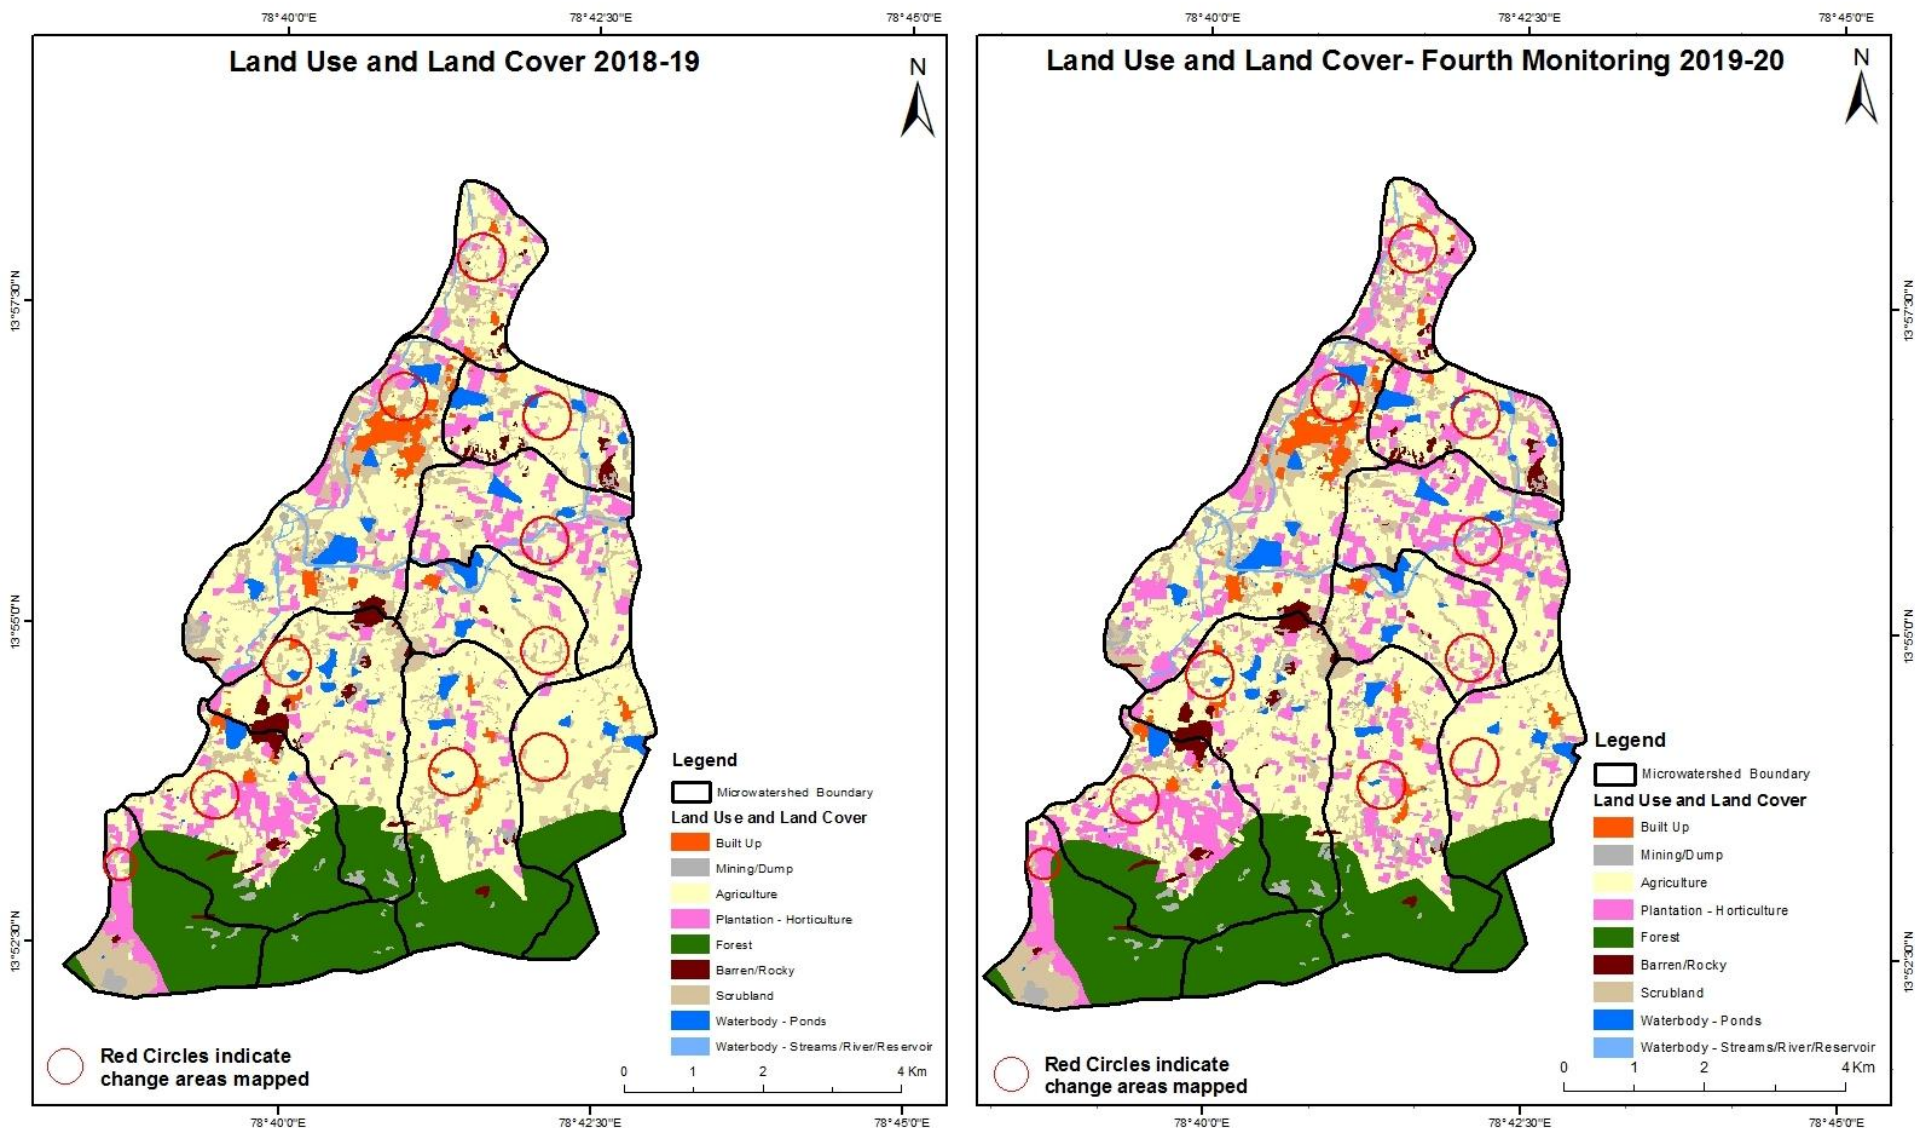 78°40'0"E 78°42'30"E 78°45'0"E
Land Use and Land Cover 2018-19
N
13°57'30"N
13°55'0"N
13°52'30"N
Legend
Microwatershed Boundary
Land Use and Land Cover
Built Up
Mining/Dump
Agriculture
Plantation - Horticulture
Forest
Barren/Rocky
Scrubland
Waterbody - Ponds
Waterbody - Streams/River/Reservoir
Red Circles indicate
change areas mapped
0 1 2 4 Km
78°40'0"E 78°42'30"E 78°45'0"E
78°40'0"E 78°42'30"E 78°45'0"E
Land Use and Land Cover- Fourth Monitoring 2019-20
N
13°57'30"N
13°55'0"N
13°52'30"N
Legend
Microwatershed Boundary
Land Use and Land Cover
Built Up
Mining/Dump
Agriculture
Plantation - Horticulture
Forest
Barren/Rocky
Scrubland
Waterbody - Ponds
Waterbody - Streams/River/Reservoir
Red Circles indicate
change areas mapped
0 1 2 4 Km
78°40'0"E 78°42'30"E 78°45'0"E